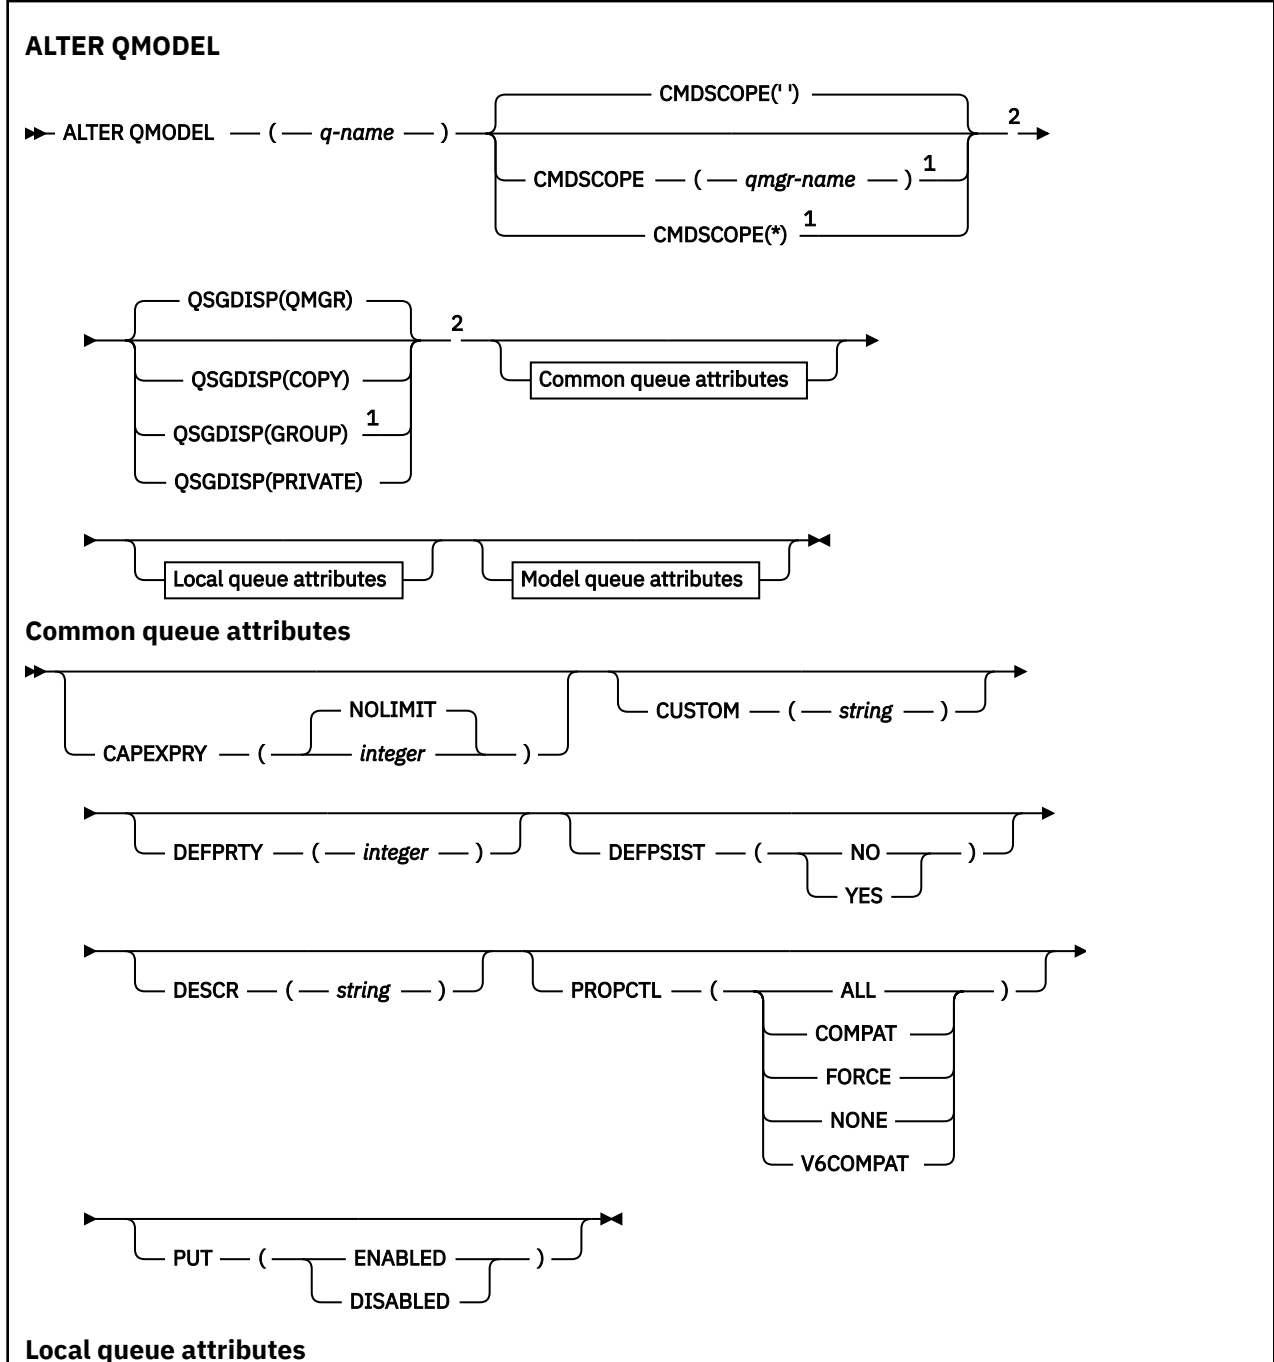 ALTER QMODEL
CMDSCOPE(' ')
ALTER QMODEL ( q-name ) 2
CMDSCOPE ( qmgr-name ) 1
CMDSCOPE(*) 1
QSGDISP(QMGR)
2
QSGDISP(COPY) Common queue attributes
QSGDISP(GROUP) 1
QSGDISP(PRIVATE)
Local queue attributes Model queue attributes
Common queue attributes
NOLIMIT
CUSTOM ( string )
CAPEXPRY ( integer )
DEFPRTY ( integer ) DEFPSIST ( NO )
YES
DESCR ( string ) PROPCTL ( ALL )
COMPAT
FORCE
NONE
V6COMPAT
PUT ( ENABLED )
DISABLED
Local queue attributes